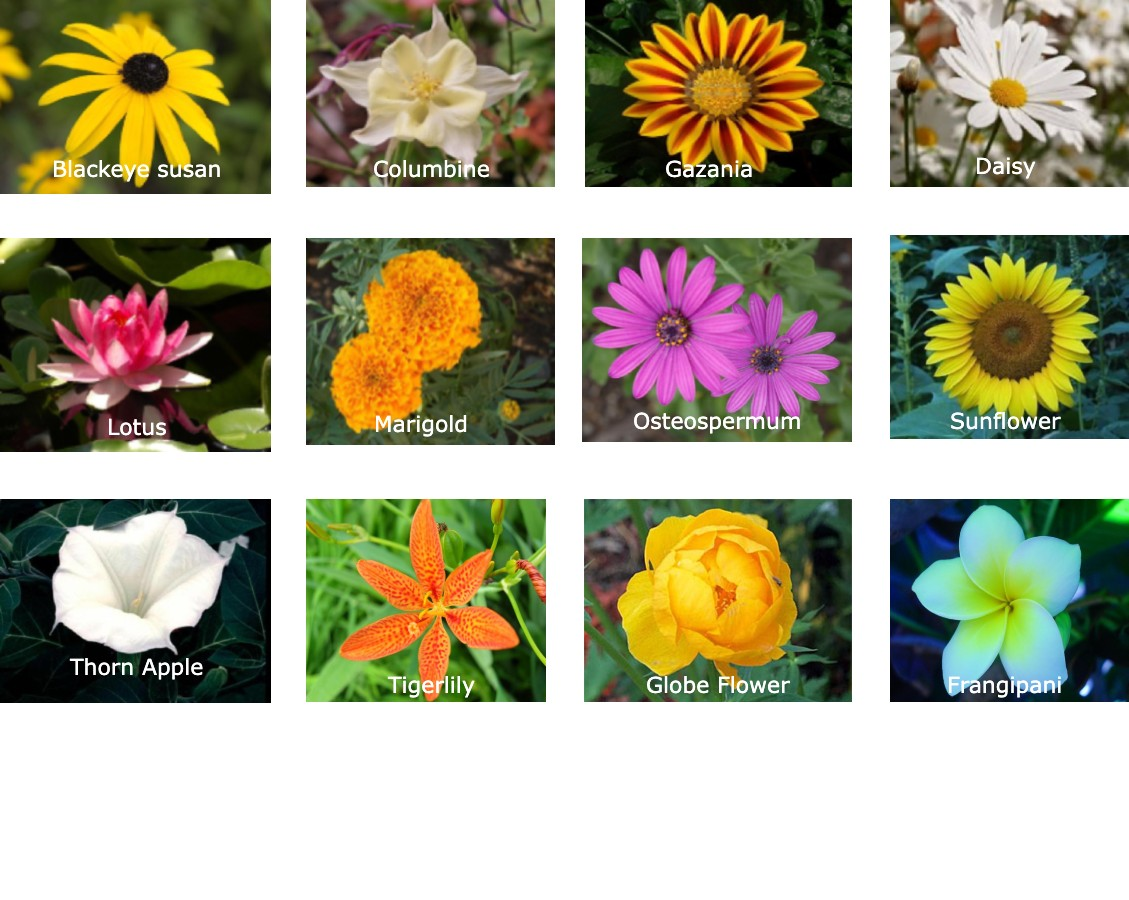 Blackeye susan
Columbine
Gazania
Daisy
Lotus
Marigold
Osteospermum
Sunflower
Thorn Apple
Tigerlily
Globe Flower
Frangipani